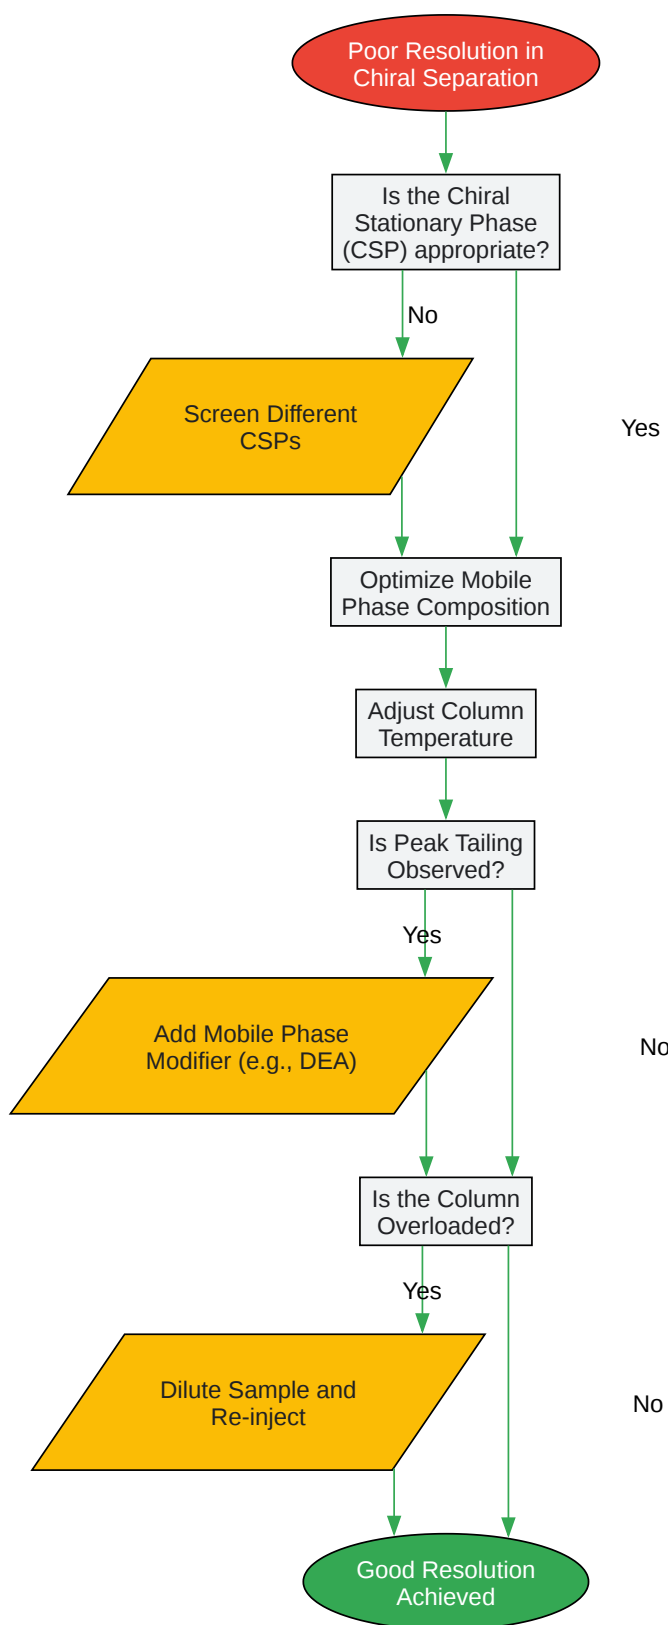 Poor Resolution in
Chiral Separation
Is the Chiral
Stationary Phase
(CSP) appropriate?
No
Screen Different
CSPs
Yes
Optimize Mobile
Phase Composition
Adjust Column
Temperature
Is Peak Tailing
Observed?
Yes
Add Mobile Phase
Modifier (e.g., DEA)
No
Is the Column
Overloaded?
Yes
Dilute Sample and
Re-inject
No
Good Resolution
Achieved